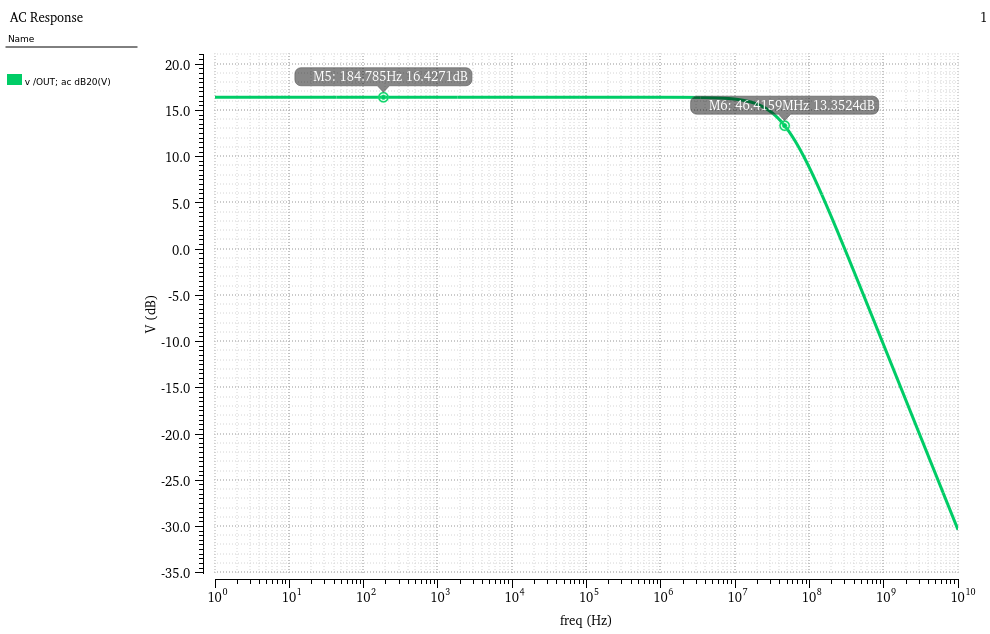 AC Response
1
Name
v /OUT; ac dB20(V)
M5: 184.785Hz 16.4271dB
M6: 46.4159MHz 13.3524dB
20.0
15.0
10.0
5.0
0.0
-5.0
-10.0
-15.0
-20.0
-25.0
-30.0
-35.0
V (dB)
10⁰ 10¹ 10² 10³ 10⁴ 10⁵ 10⁶ 10⁷ 10⁸ 10⁹ 10¹⁰
freq (Hz)